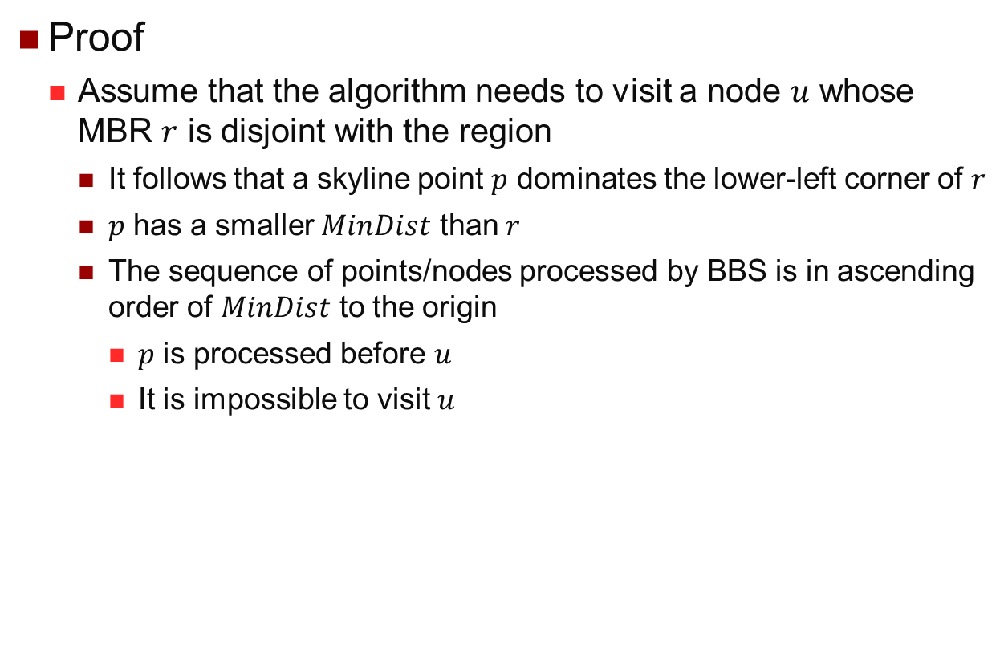 Proof
Assume that the algorithm needs to visit a node u whose
MBR r is disjoint with the region
It follows that a skyline point p dominates the lower-left corner of r
p has a smaller MinDist than r
The sequence of points/nodes processed by BBS is in ascending
order of MinDist to the origin
p is processed before u
It is impossible to visit u